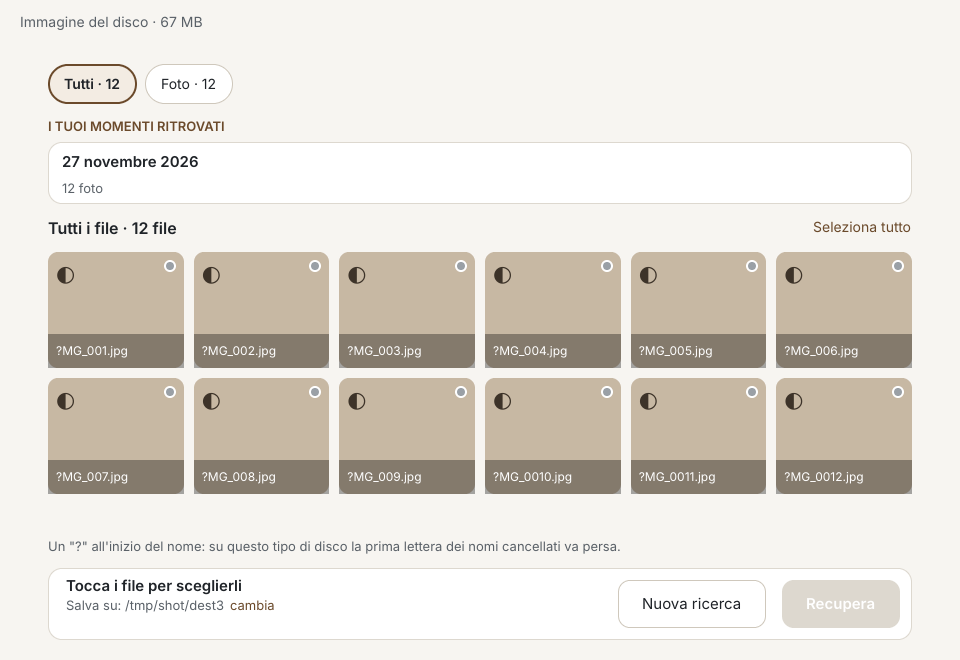 Immagine del disco · 67 MB
Tutti · 12
Foto · 12
I TUOI MOMENTI RITROVATI
27 novembre 2026
12 foto
Tutti i file · 12 file
Seleziona tutto
?MG_001.jpg
?MG_002.jpg
?MG_003.jpg
?MG_004.jpg
?MG_005.jpg
?MG_006.jpg
?MG_007.jpg
?MG_008.jpg
?MG_009.jpg
?MG_0010.jpg
?MG_0011.jpg
?MG_0012.jpg
Un "?" all'inizio del nome: su questo tipo di disco la prima lettera dei nomi cancellati va persa.
Tocca i file per sceglierli
Salva su: /tmp/shot/dest3 cambia
Nuova ricerca
Recupera